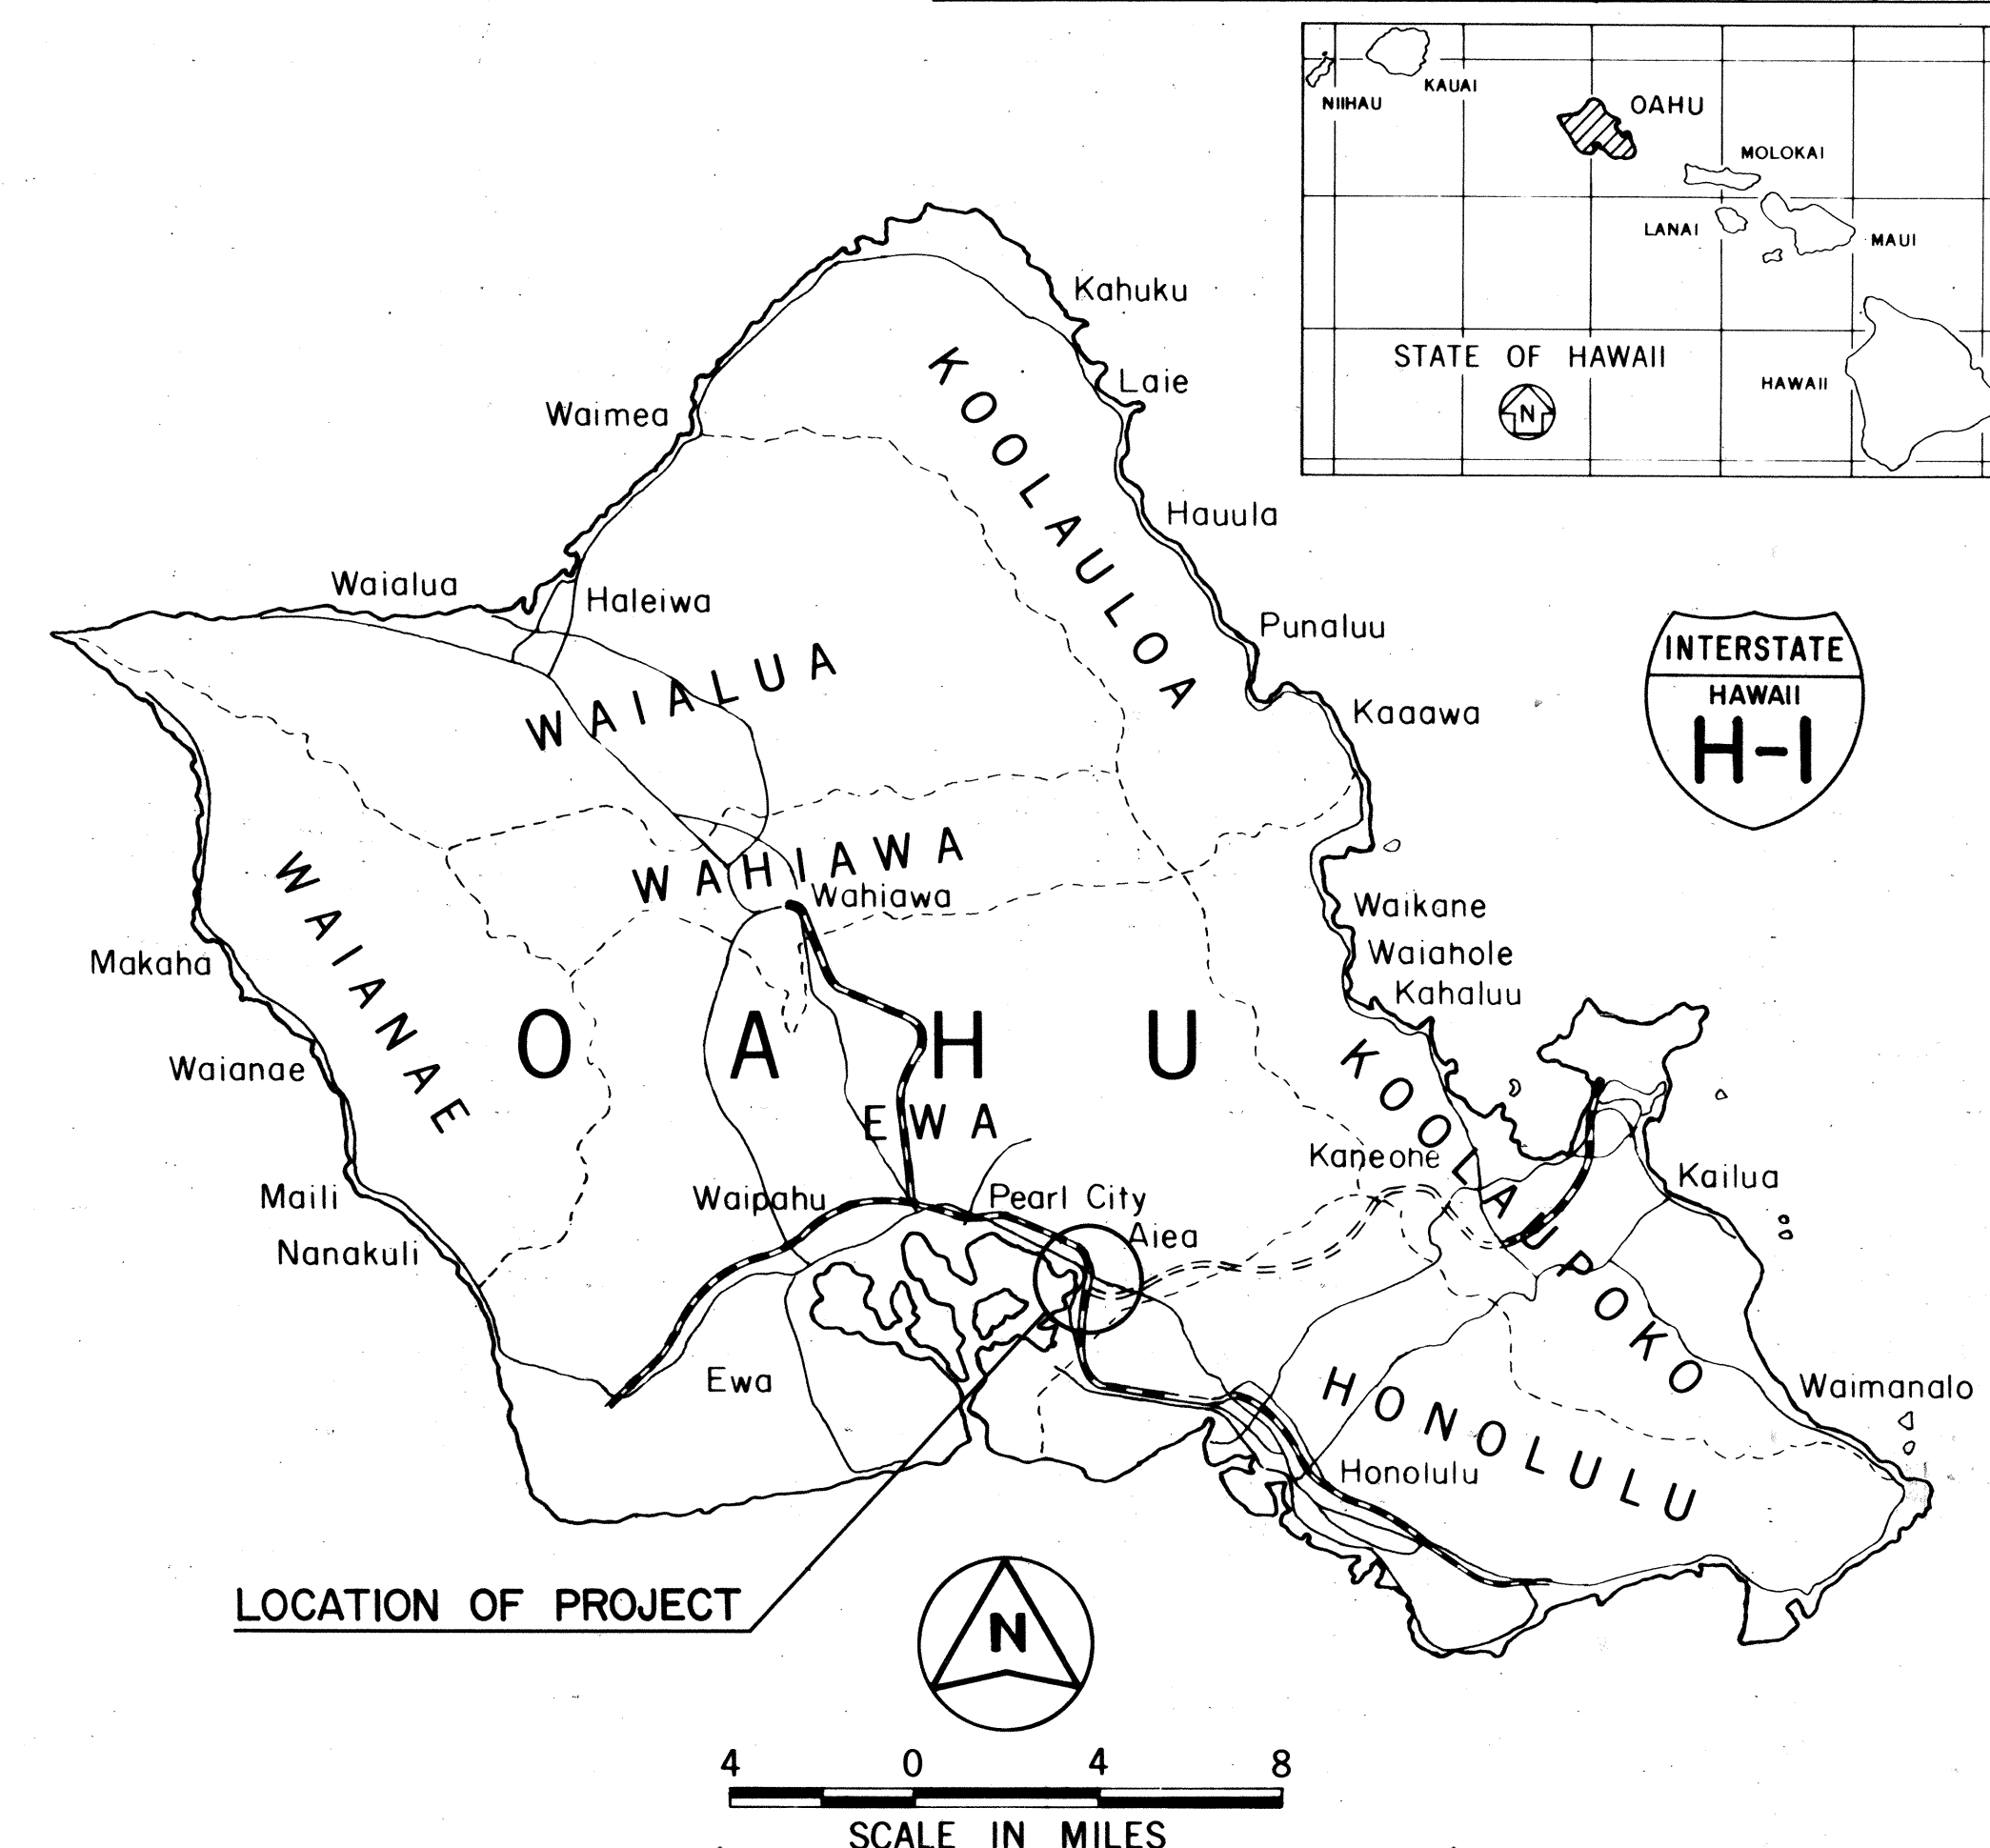 NIIHAU
KAUAI
OAHU
MOLOKAI
LANAI
MAUI
STATE OF HAWAII
N
HAWAII
Kahuku
Laie
Waimea
KOOLAULOA
Hauula
Waialua
Haleiwa
Punaluu
INTERSTATE
HAWAII
H-1
WAIALUA
Kaaawa
WAHIAWA
Wahiawa
WAIANAE
Waikane
Waiahole
Kahaluu
Makaha
OAHU
Waianae
KOOLAUPOKO
EWA
Kaneohe
Kailua
Maili
Waipahu
Pearl City
Aiea
Nanakuli
Ewa
HONOLULU
Waimanalo
Honolulu
LOCATION OF PROJECT
N
4 0 4 8
SCALE IN MILES